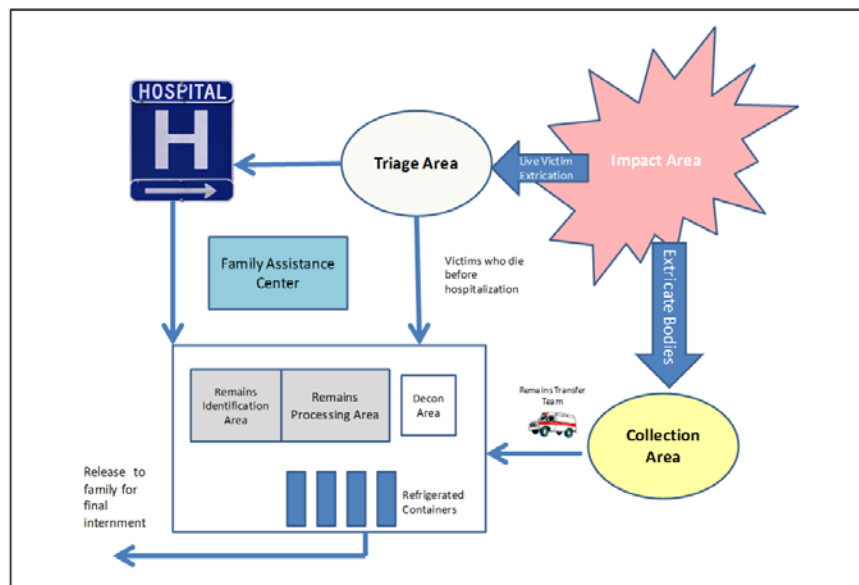 HOSPITAL
H
Triage Area
Live Victim
Extrication
Impact Area
Family Assistance
Center
Victims who die
before
hospitalization
Extricate Bodies
Remains
Identification
Area
Remains
Processing Area
Decon
Area
Remains Transfer
Team
Collection
Area
Refrigerated
Containers
Release to
family for
final
internment